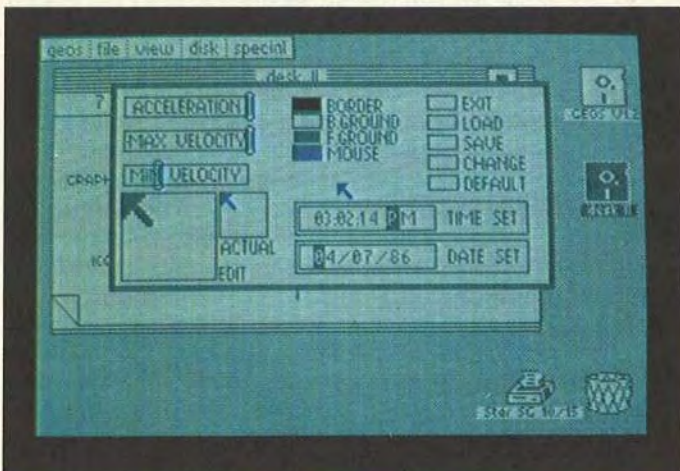 geos file view disk special
desk II
?
ACCELERATION
MAX VELOCITY
MIN VELOCITY
ACTUAL
EDIT
BORDER
B.GROUND
F.GROUND
MOUSE
EXIT
LOAD
SAVE
CHANGE
DEFAULT
03:02:14 PM TIME SET
04/07/86 DATE SET
GEOS V1.2
Star SG 10/15